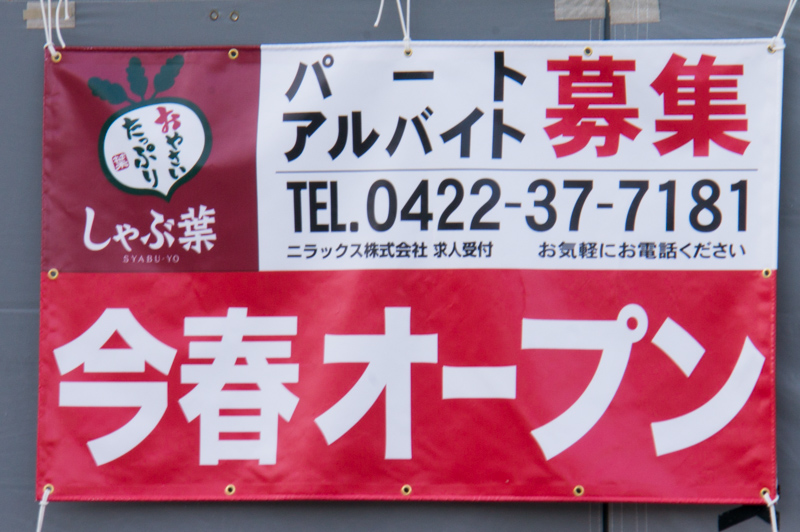 おやさい
たっぷり
葉
しゃぶ葉
SYABU-YO
パート
アルバイト
募集
TEL.0422-37-7181
ニラックス株式会社 求人受付 お気軽にお電話ください
今春オープン